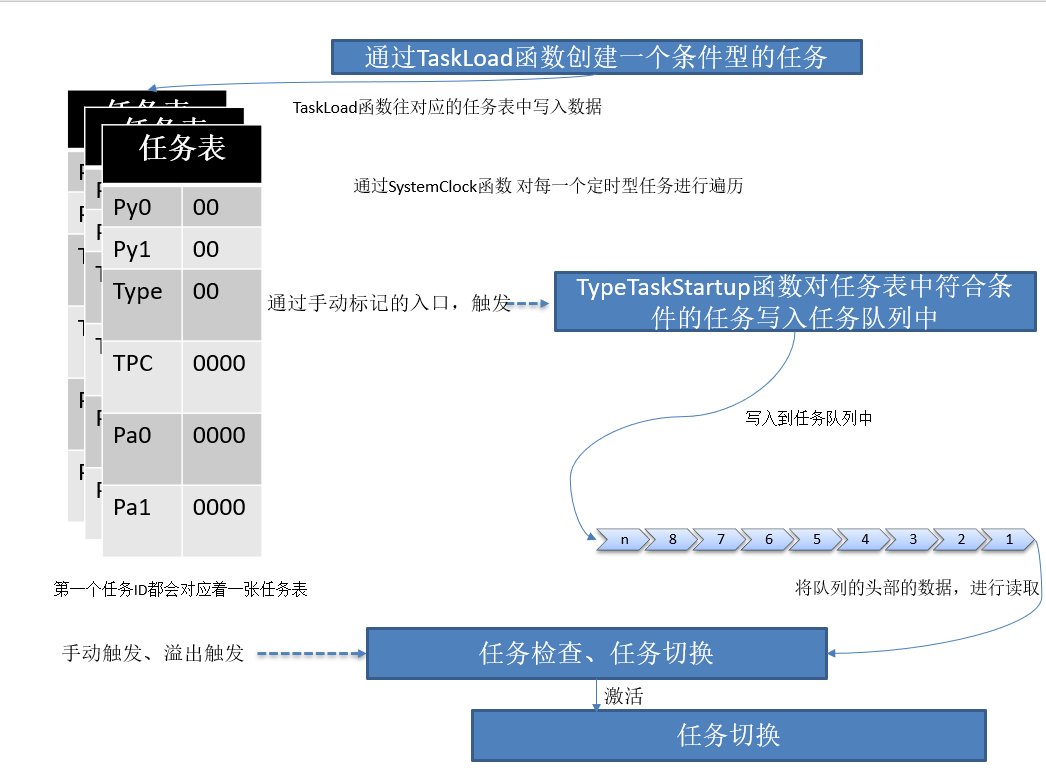 通过TaskLoad函数创建一个条件型的任务
TaskLoad函数往对应的任务表中写入数据
任务表
任务表
任务表
通过SystemClock函数 对每一个定时型任务进行遍历
Py0 00
Py1 00
Type 00
TPC 0000
Pa0 0000
Pa1 0000
通过手动标记的入口，触发
TypeTaskStartup函数对任务表中符合条
件的任务写入任务队列中
写入到任务队列中
n 8 7 6 5 4 3 2 1
第一个任务ID都会对应着一张任务表
将队列的头部的数据，进行读取
手动触发、溢出触发
任务检查、任务切换
激活
任务切换